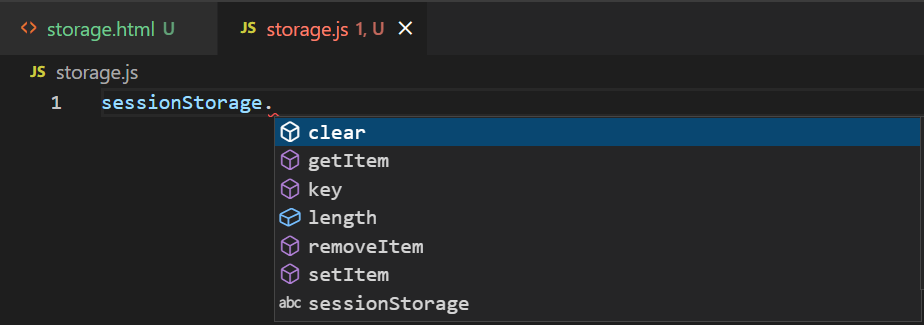 <> storage.html U JS storage.js 1, U ×
JS storage.js
1 sessionStorage.
clear
getItem
key
length
removeItem
setItem
abc sessionStorage